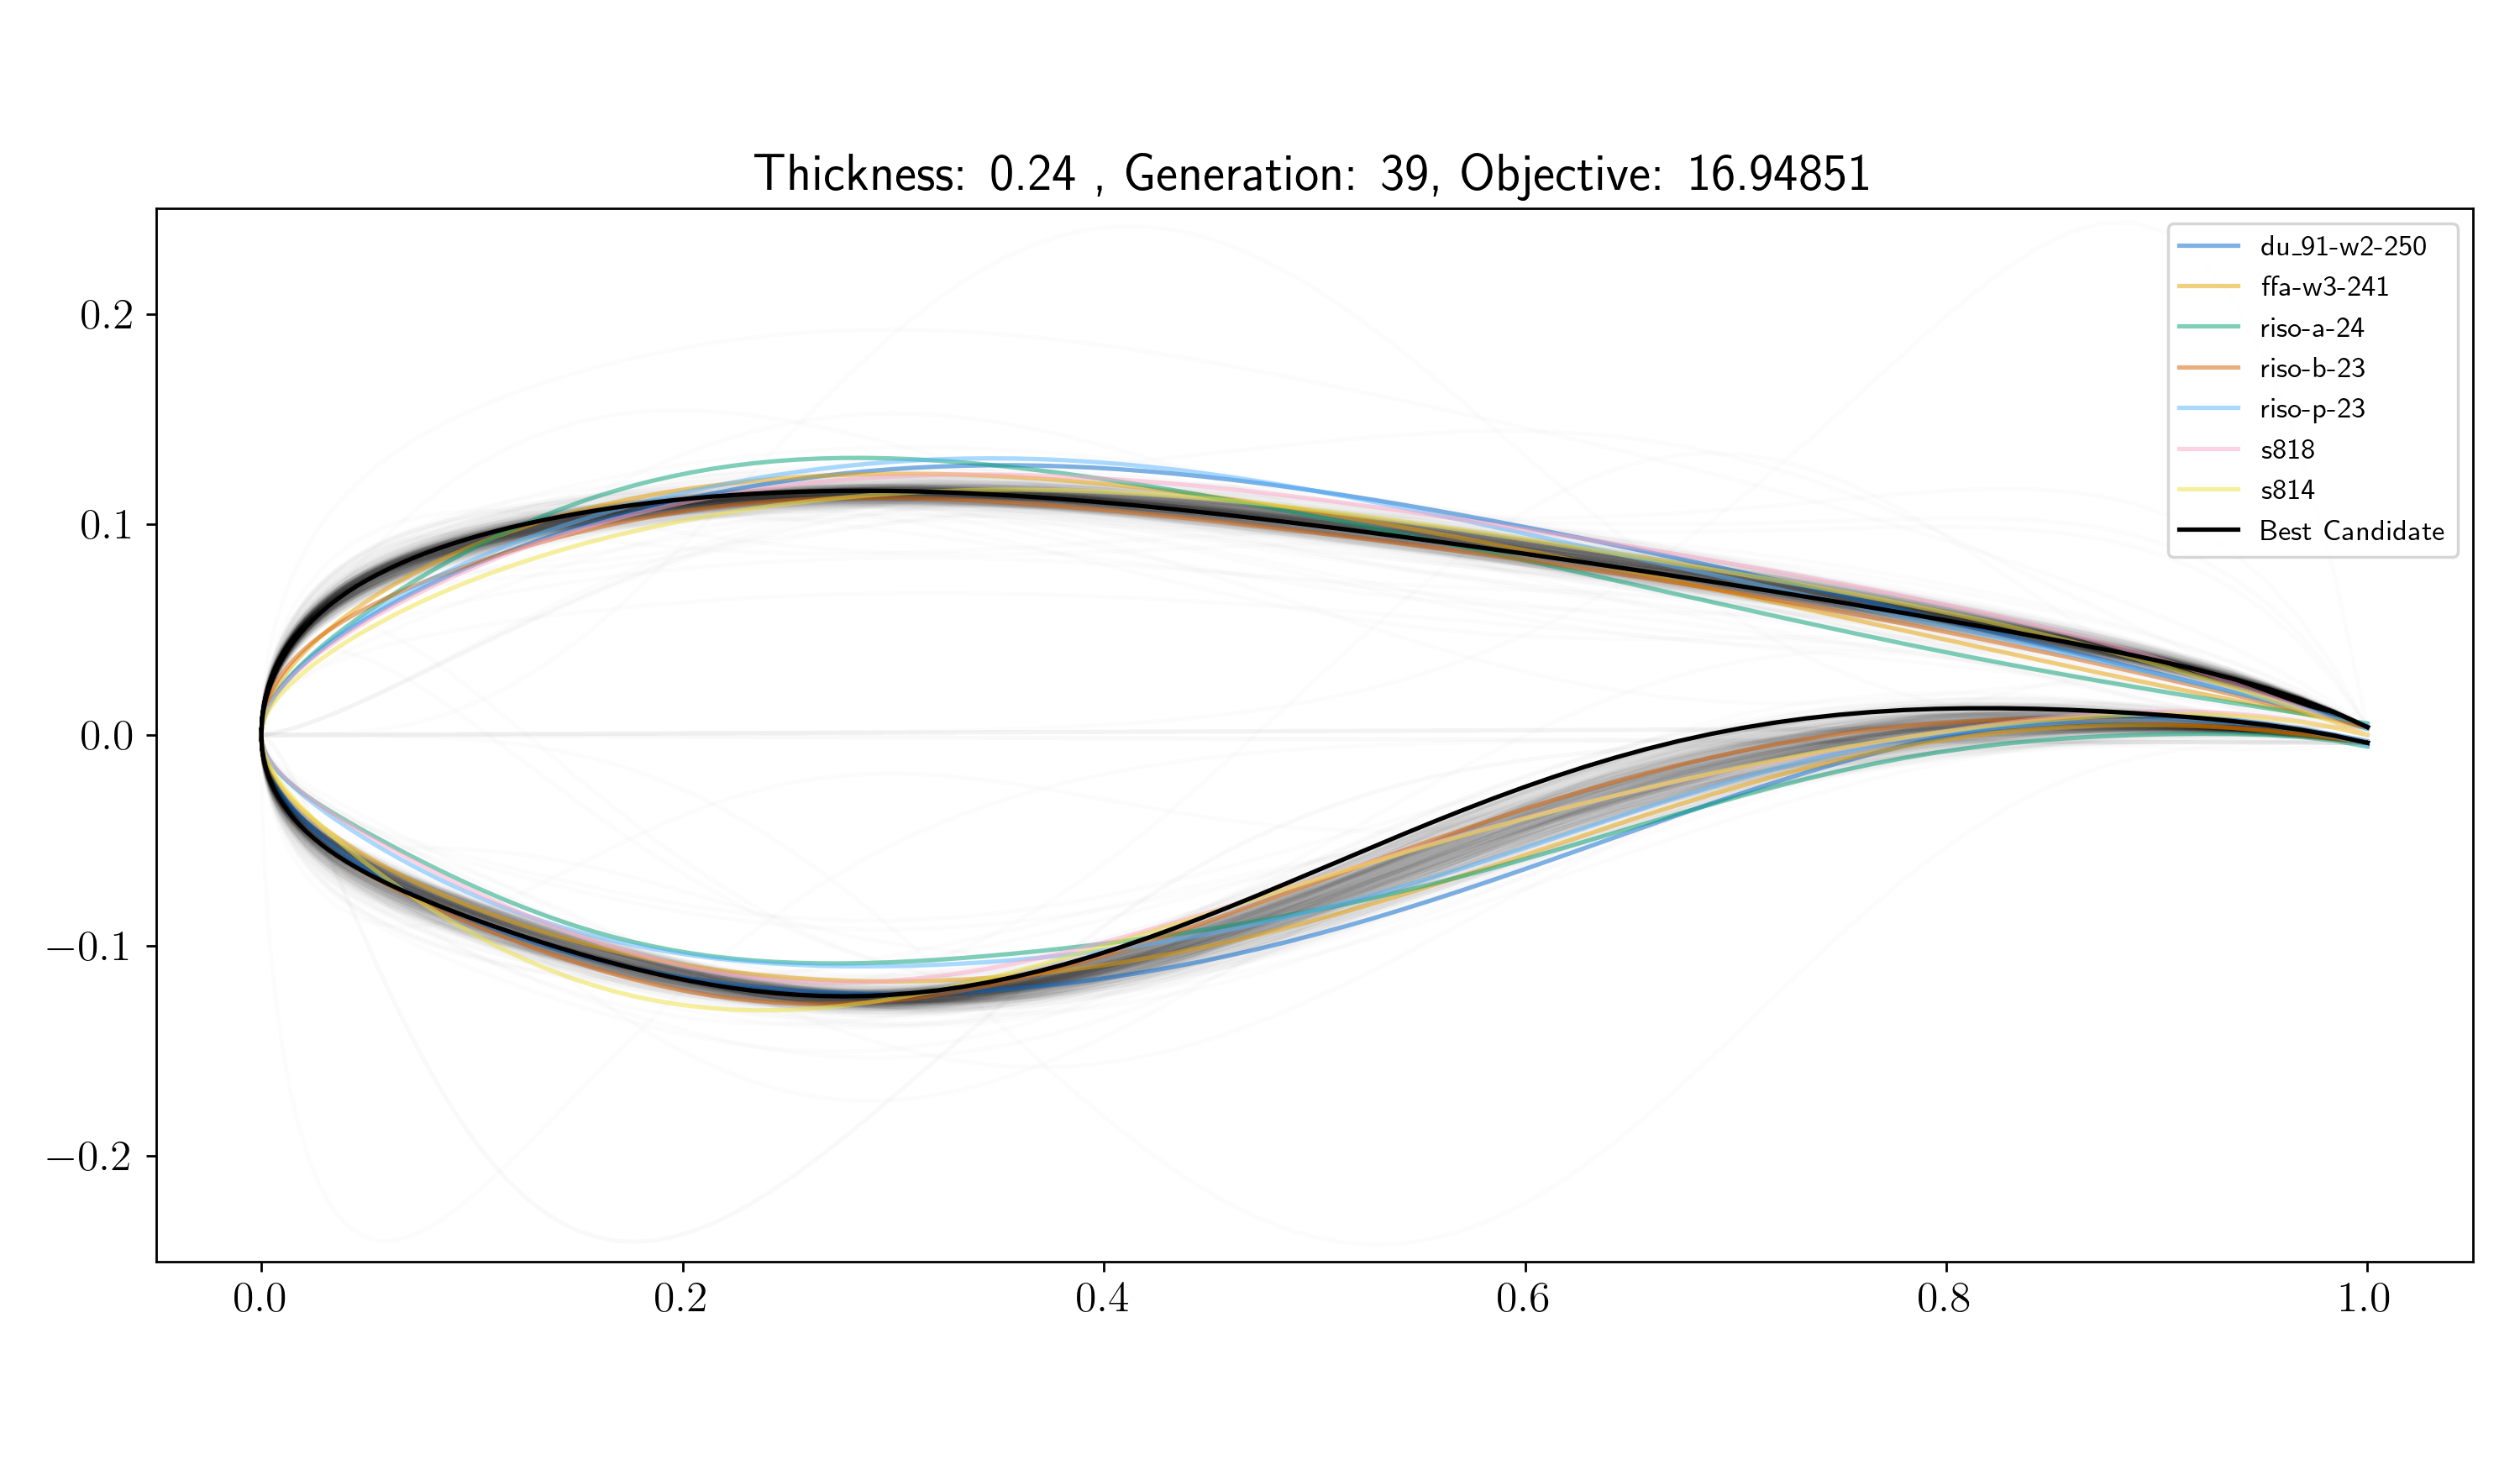 Thickness: 0.24 , Generation: 39, Objective: 16.94851
du_91-w2-250
ffa-w3-241
riso-a-24
riso-b-23
riso-p-23
s818
s814
Best Candidate
0.2
0.1
0.0
−0.1
−0.2
0.0 0.2 0.4 0.6 0.8 1.0